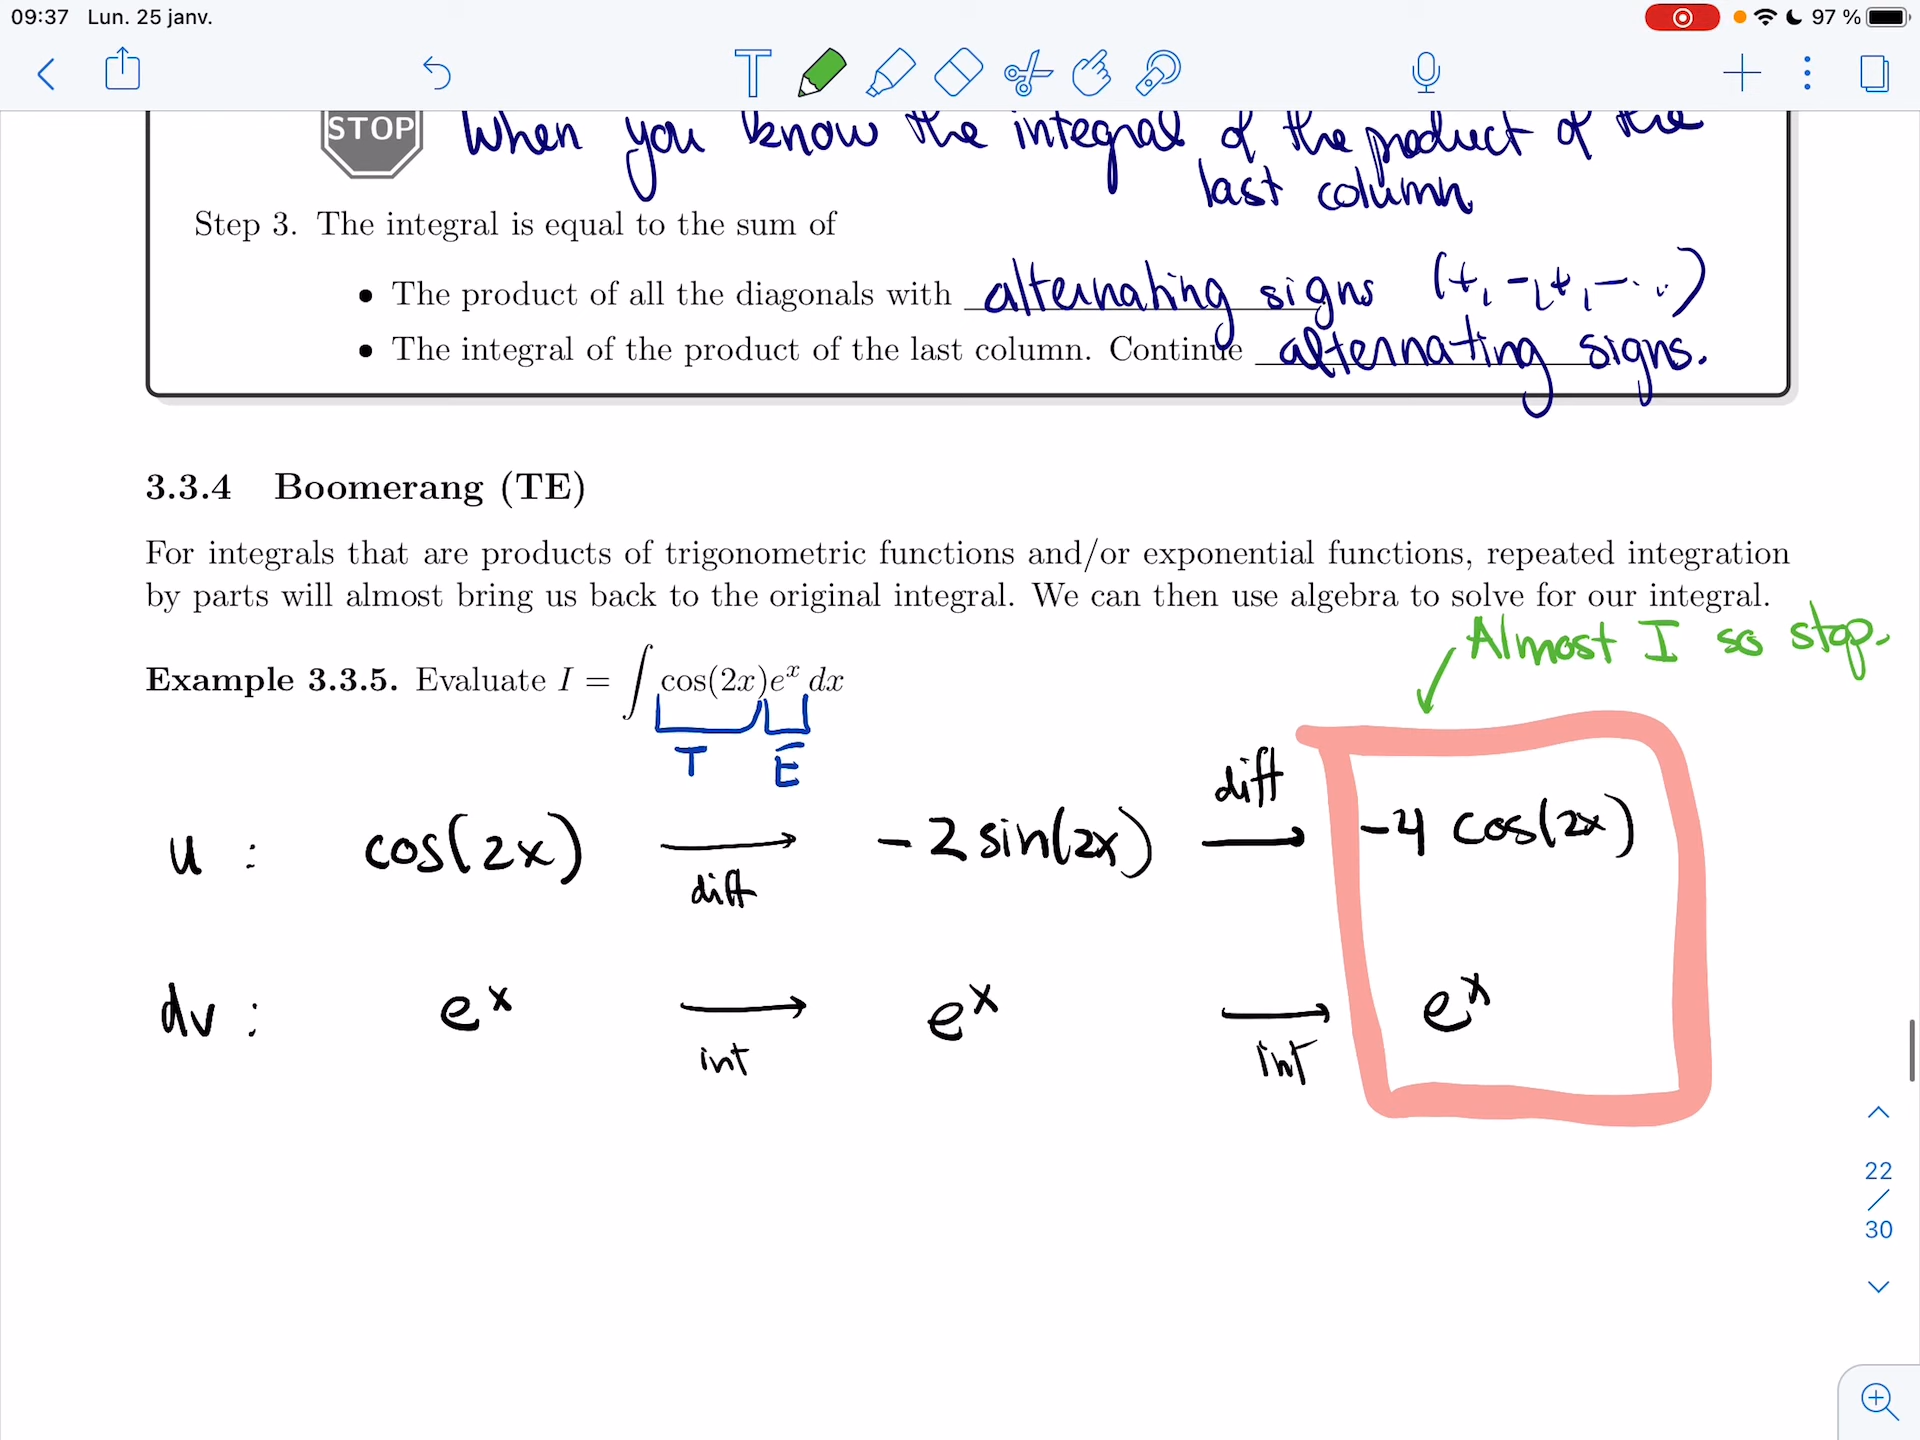 09:37 Lun. 25 janv. 97 %
T
STOP When you know the integral of the product of the
last column.
Step 3. The integral is equal to the sum of
• The product of all the diagonals with alternating signs (+, -, +, - ...)
• The integral of the product of the last column. Continue alternating signs.
3.3.4 Boomerang (TE)
For integrals that are products of trigonometric functions and/or exponential functions, repeated integration
by parts will almost bring us back to the original integral. We can then use algebra to solve for our integral.
Almost I so stop.
Example 3.3.5. Evaluate I = ∫ cos(2x)eˣ dx
T E
diff
u : cos(2x) → -2 sin(2x) → -4 cos(2x)
diff
dv : eˣ → eˣ → eˣ
int int
22
/
30